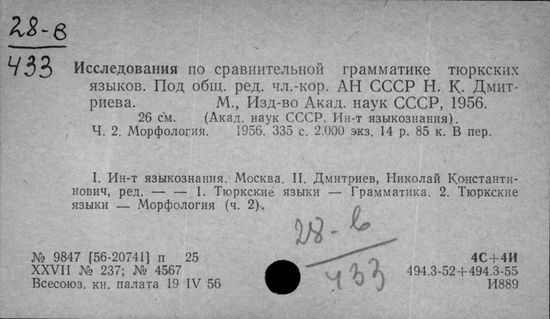 28-в
433
Исследования по сравнительной грамматике тюркских
языков. Под общ. ред. чл.-кор. АН СССР Н. К. Дмит-
риева. М., Изд-во Акад. наук СССР, 1956.
26 см. (Акад. наук СССР. Ин-т языкознания).
Ч. 2. Морфология. 1956. 335 с. 2.000 экз. 14 р. 85 к. В пер.
I. Ин-т языкознания. Москва. II. Дмитриев, Николай Константи-
нович, ред. — — 1. Тюркские языки — Грамматика. 2. Тюркские
языки — Морфология (ч. 2).
28-в
433
№ 9847 [56-20741] п 25
XXVII № 237; № 4567
Всесоюз. кн. палата 19 IV 56
4С+4И
494.3-52+494.3-55
И889